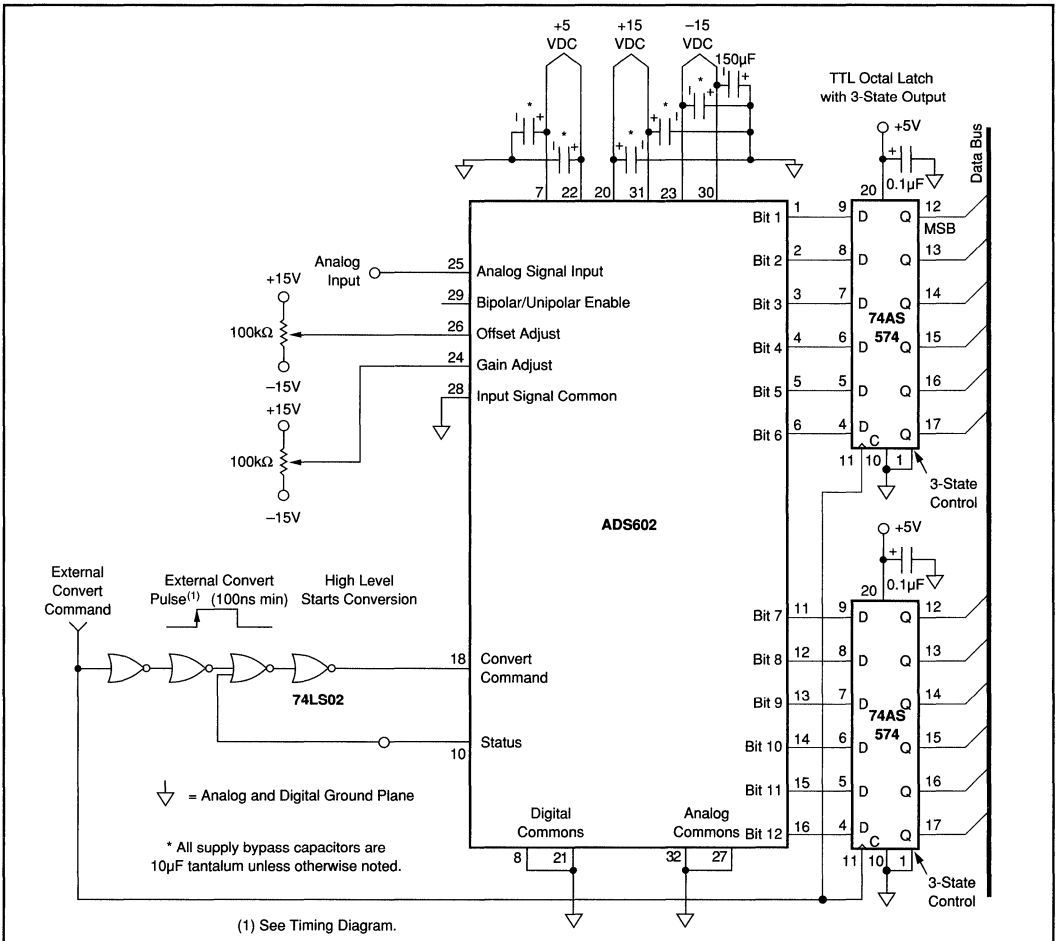 +5
VDC
+15
VDC
–15
VDC
150µF
+
*
+
*
+
*
+
*
+
*
+
TTL Octal Latch
with 3-State Output
+5V
+
0.1µF
Data Bus
7
22
20
31
23
30
20
Analog
Input
25
Analog Signal Input
29
Bipolar/Unipolar Enable
+15V
100kΩ
–15V
26
Offset Adjust
24
Gain Adjust
28
Input Signal Common
+15V
100kΩ
–15V
ADS602
Bit 1
1
9
D
Q
12
MSB
Bit 2
2
8
D
Q
13
Bit 3
3
7
D
Q
14
74AS
574
Bit 4
4
6
D
Q
15
Bit 5
5
5
D
Q
16
Bit 6
6
4
D
Q
17
C
11
10
1
3-State
Control
+5V
+
0.1µF
20
External
Convert
Command
External Convert
Pulse(1) (100ns min)
High Level
Starts Conversion
74LS02
18
Convert
Command
10
Status
Bit 7
11
9
D
Q
12
Bit 8
12
8
D
Q
13
Bit 9
13
7
D
Q
14
74AS
574
Bit 10
14
6
D
Q
15
Bit 11
15
5
D
Q
16
Bit 12
16
4
D
Q
17
C
11
10
1
3-State
Control
Digital
Commons
8
21
Analog
Commons
32
27
= Analog and Digital Ground Plane
* All supply bypass capacitors are
10µF tantalum unless otherwise noted.
(1) See Timing Diagram.